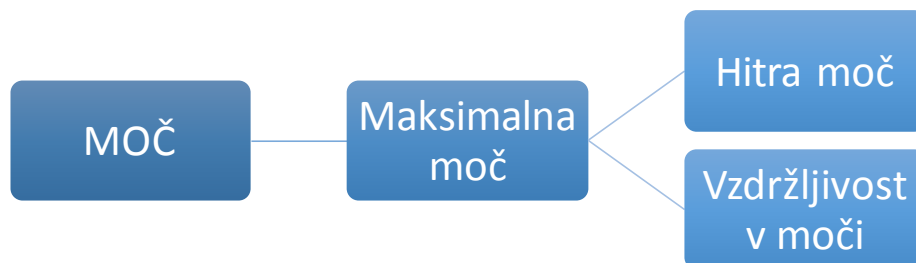 MOČ
Maksimalna
moč
Hitra moč
Vzdržljivost
v moči